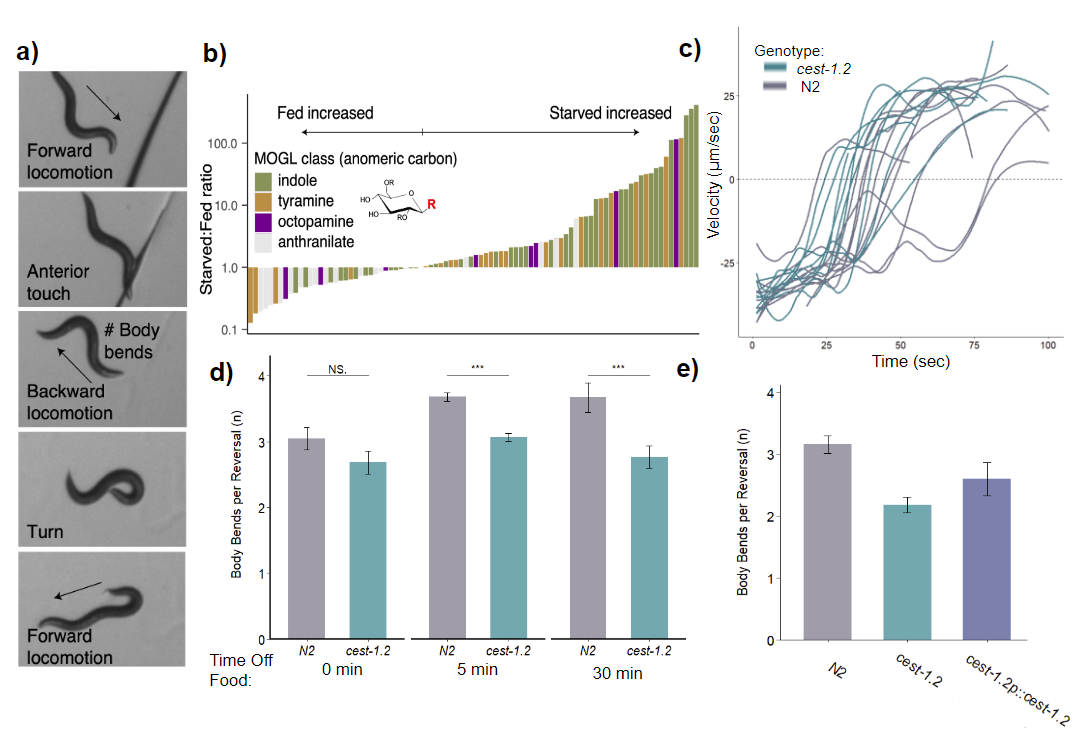 a)
Forward
locomotion
Anterior
touch
# Body
bends
Backward
locomotion
Turn
Forward
locomotion
b)
Fed increased
Starved increased
Starved:Fed ratio
100.0
10.0
1.0
0.1
MOGL class (anomeric carbon)
indole
tyramine
octopamine
anthranilate
OR
HO
O
HO
RO
R
c)
Genotype:
cest-1.2
N2
Velocity (μm/sec)
25
0
-25
0
25
50
75
100
Time (sec)
d)
Body Bends per Reversal (n)
4
3
2
1
0
NS.
***
***
N2
cest-1.2
N2
cest-1.2
N2
cest-1.2
Time Off
Food:
0 min
5 min
30 min
e)
Body Bends per Reversal (n)
4
3
2
1
0
N2
cest-1.2
cest-1.2p::cest-1.2